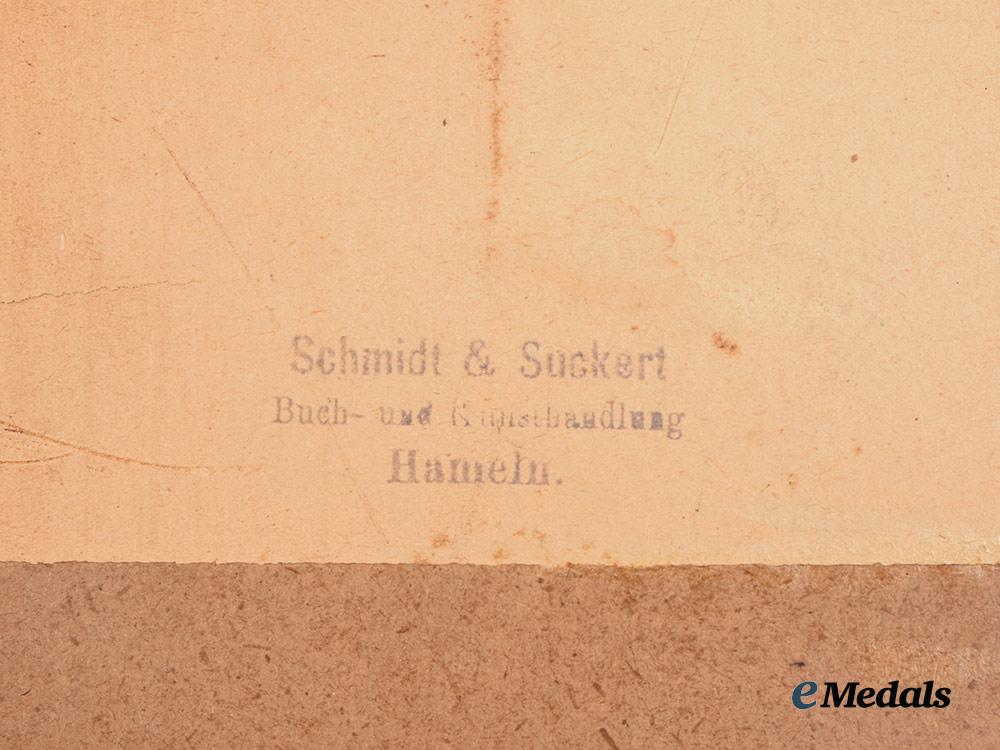 Schmidt & Suckert
Buch- und Kunsthandlung
Hameln.
eMedals